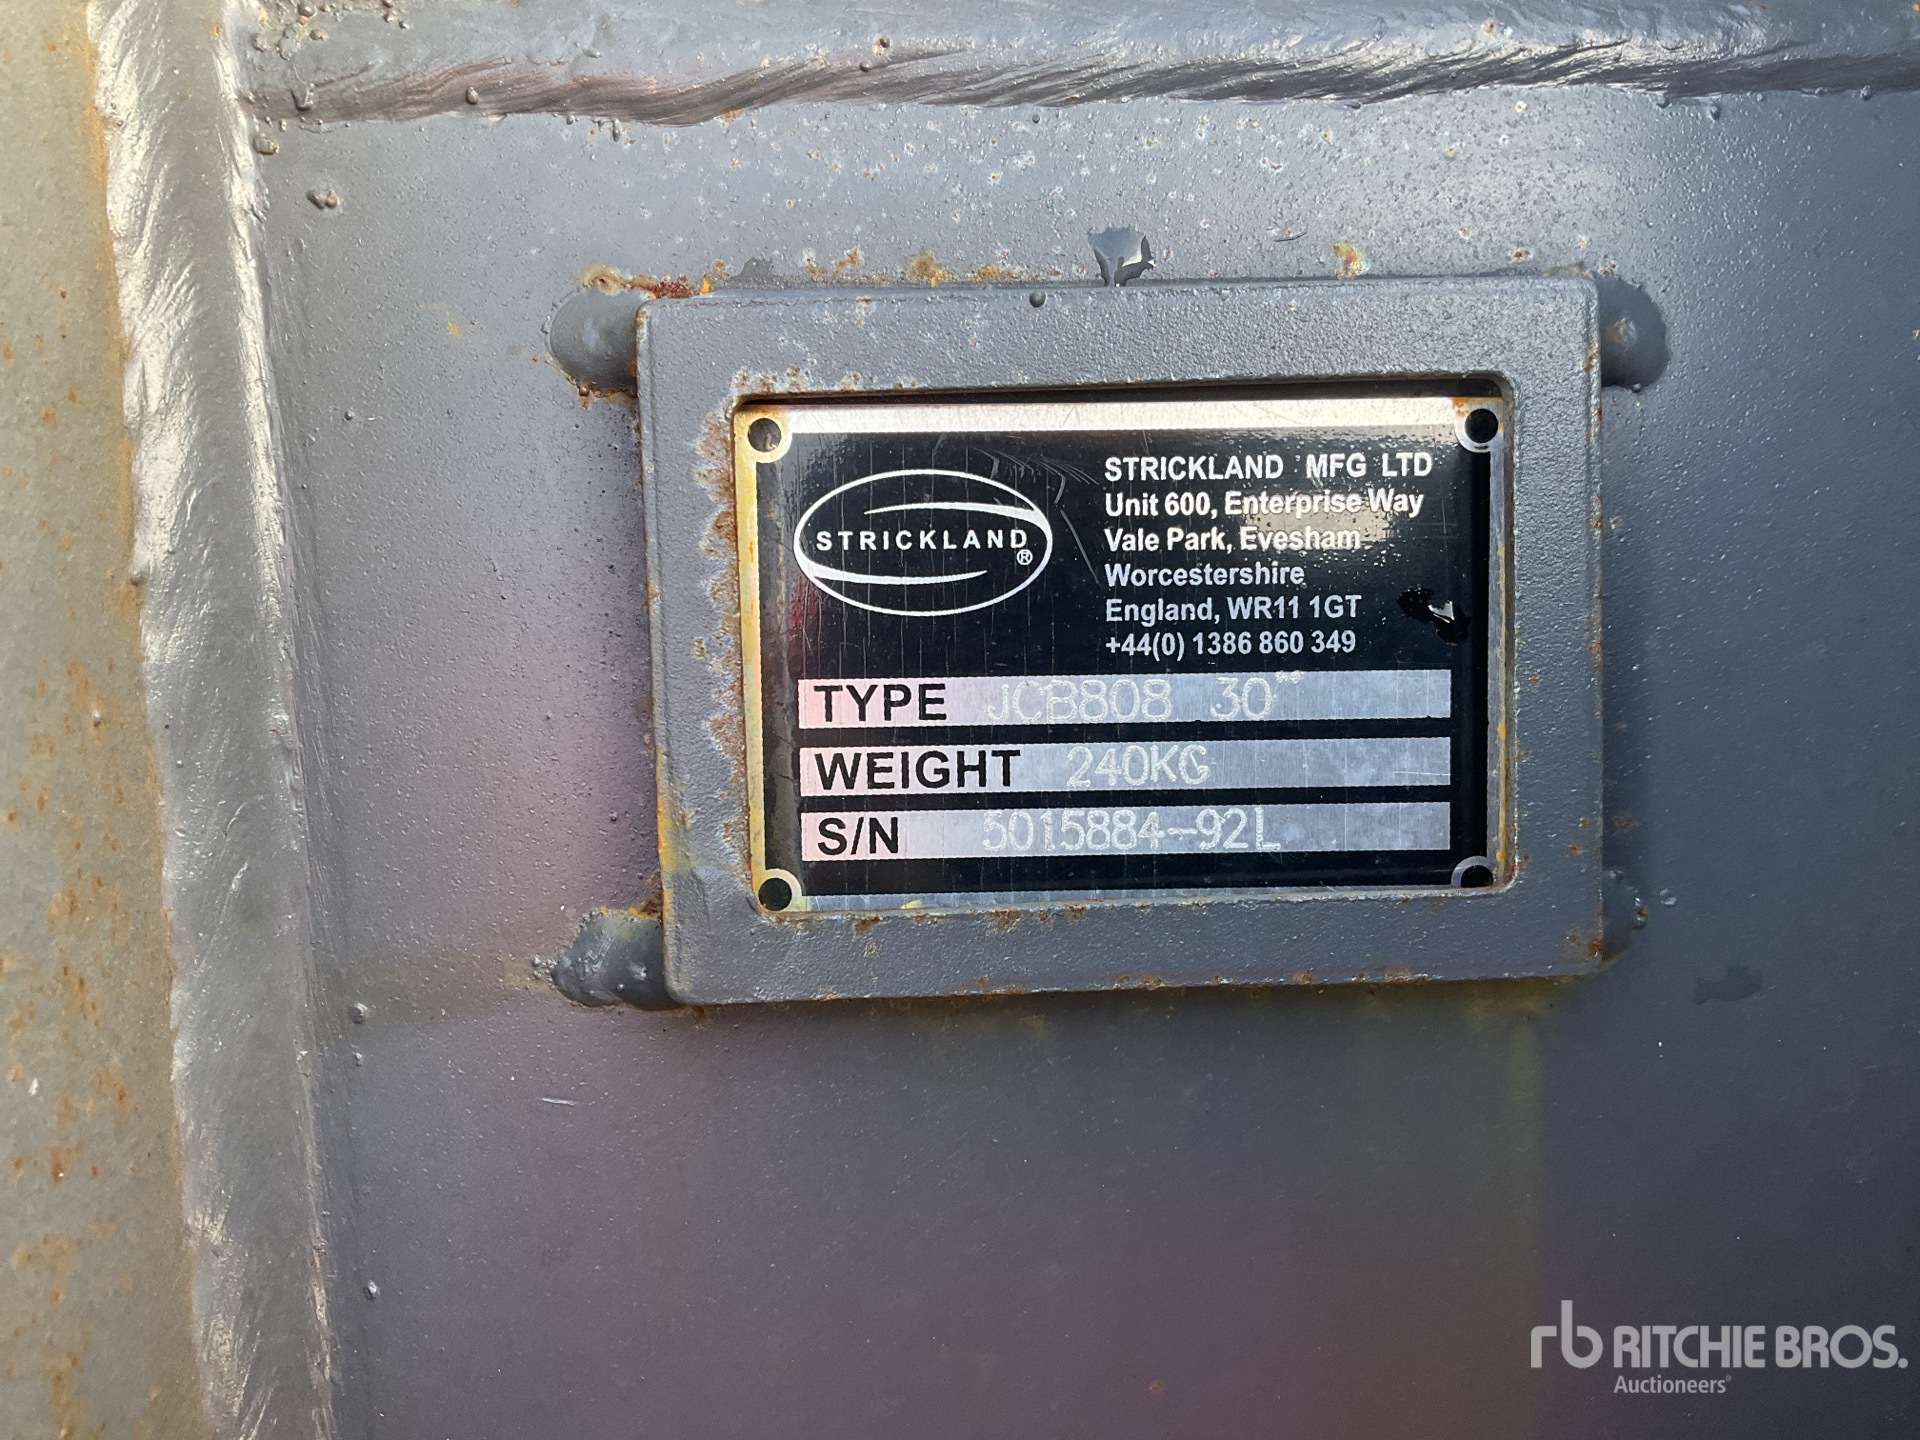 STRICKLAND®
STRICKLAND MFG LTD
Unit 600, Enterprise Way
Vale Park, Evesham
Worcestershire
England, WR11 1GT
+44(0) 1386 860 349
TYPE JCB808 30"
WEIGHT 240KG
S/N 5015884-92L
rb RITCHIE BROS.
Auctioneers®